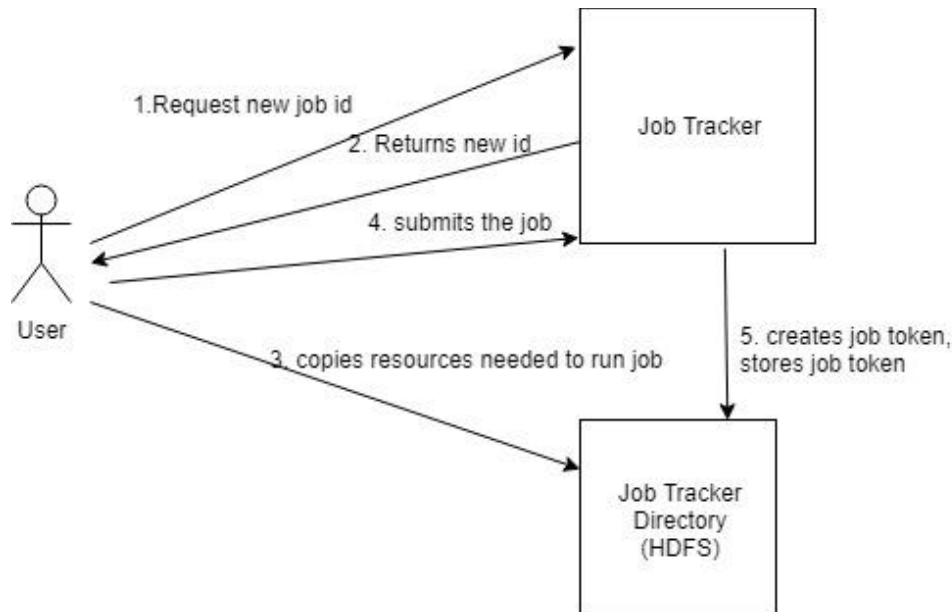 1.Request new job id
Job Tracker
2. Returns new id
4. submits the job
User
5. creates job token,
stores job token
3. copies resources needed to run job
Job Tracker
Directory
(HDFS)